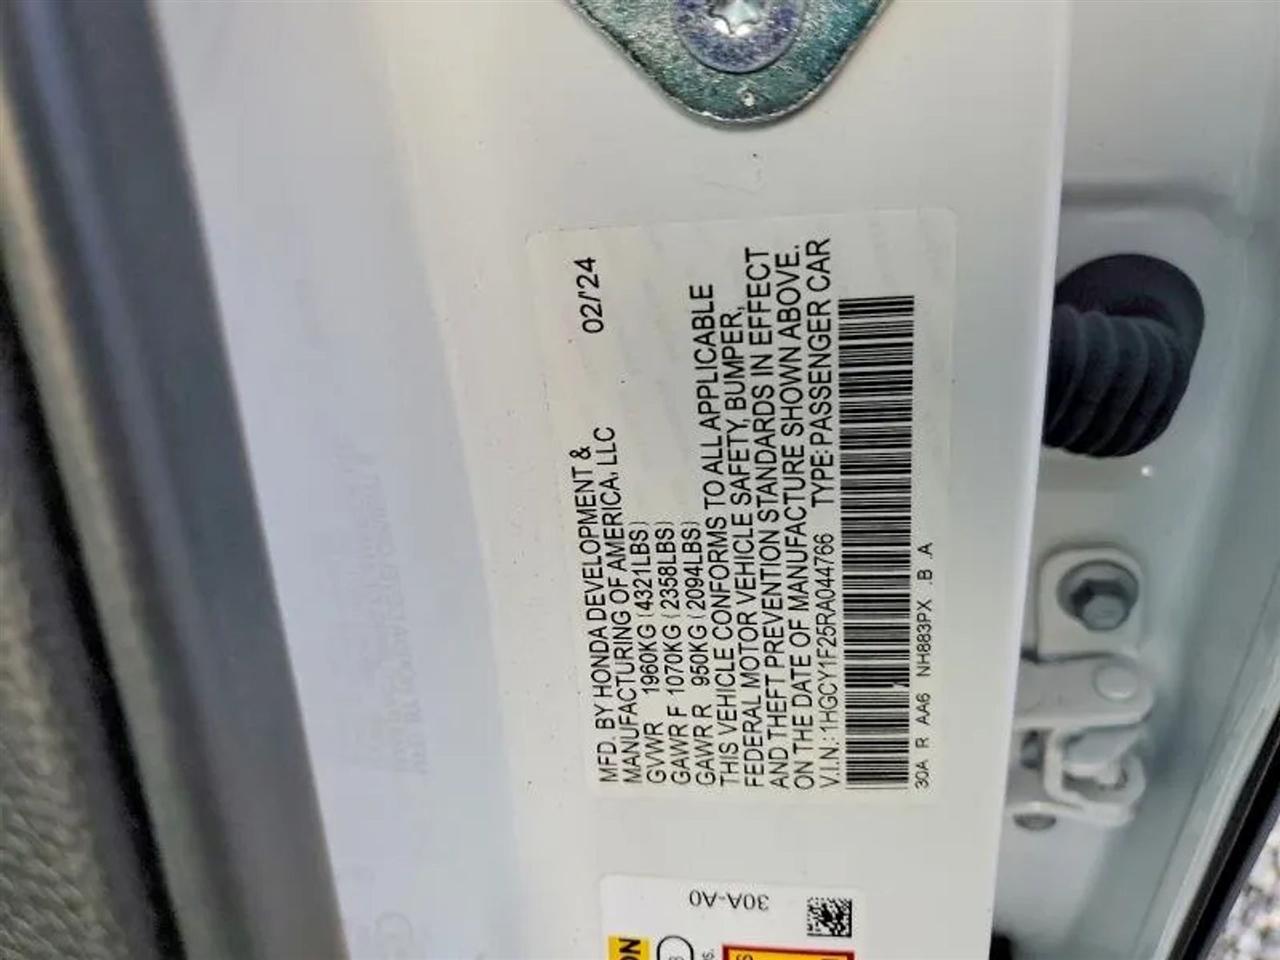 MFD. BY HONDA DEVELOPMENT &
MANUFACTURING OF AMERICA, LLC 02/'24
GVWR 1960KG (4321LBS)
GAWR F 1070KG (2358LBS)
GAWR R 950KG (2094LBS)
THIS VEHICLE CONFORMS TO ALL APPLICABLE
FEDERAL MOTOR VEHICLE SAFETY, BUMPER,
AND THEFT PREVENTION STANDARDS IN EFFECT
ON THE DATE OF MANUFACTURE SHOWN ABOVE.
V.I.N.: 1HGCY1F25RA044766 TYPE:PASSENGER CAR
30A R AA6 NH883PX .B .A
30A-A0